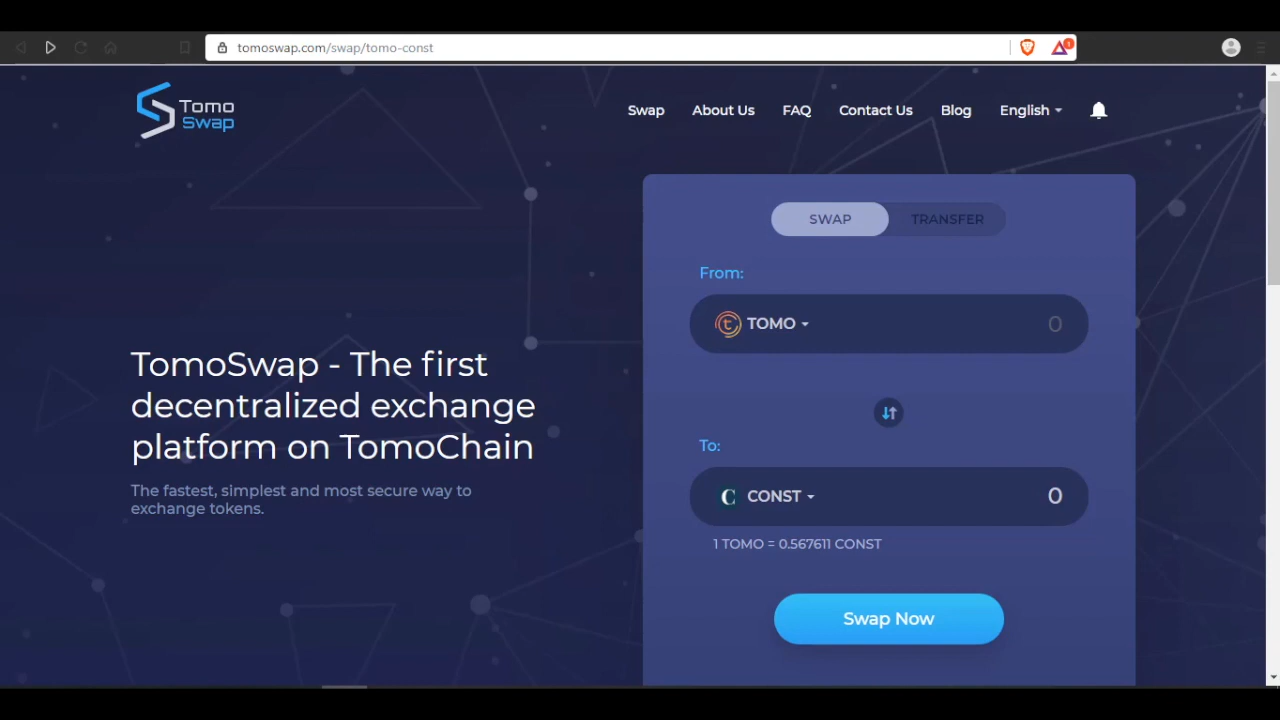 tomoswap.com/swap/tomo-const
1
Tomo
Swap
Swap About Us FAQ Contact Us Blog English
SWAP TRANSFER
From:
TOMO 0
TomoSwap - The first
decentralized exchange
platform on TomoChain
The fastest, simplest and most secure way to
exchange tokens.
To:
C CONST 0
1 TOMO = 0.567611 CONST
Swap Now